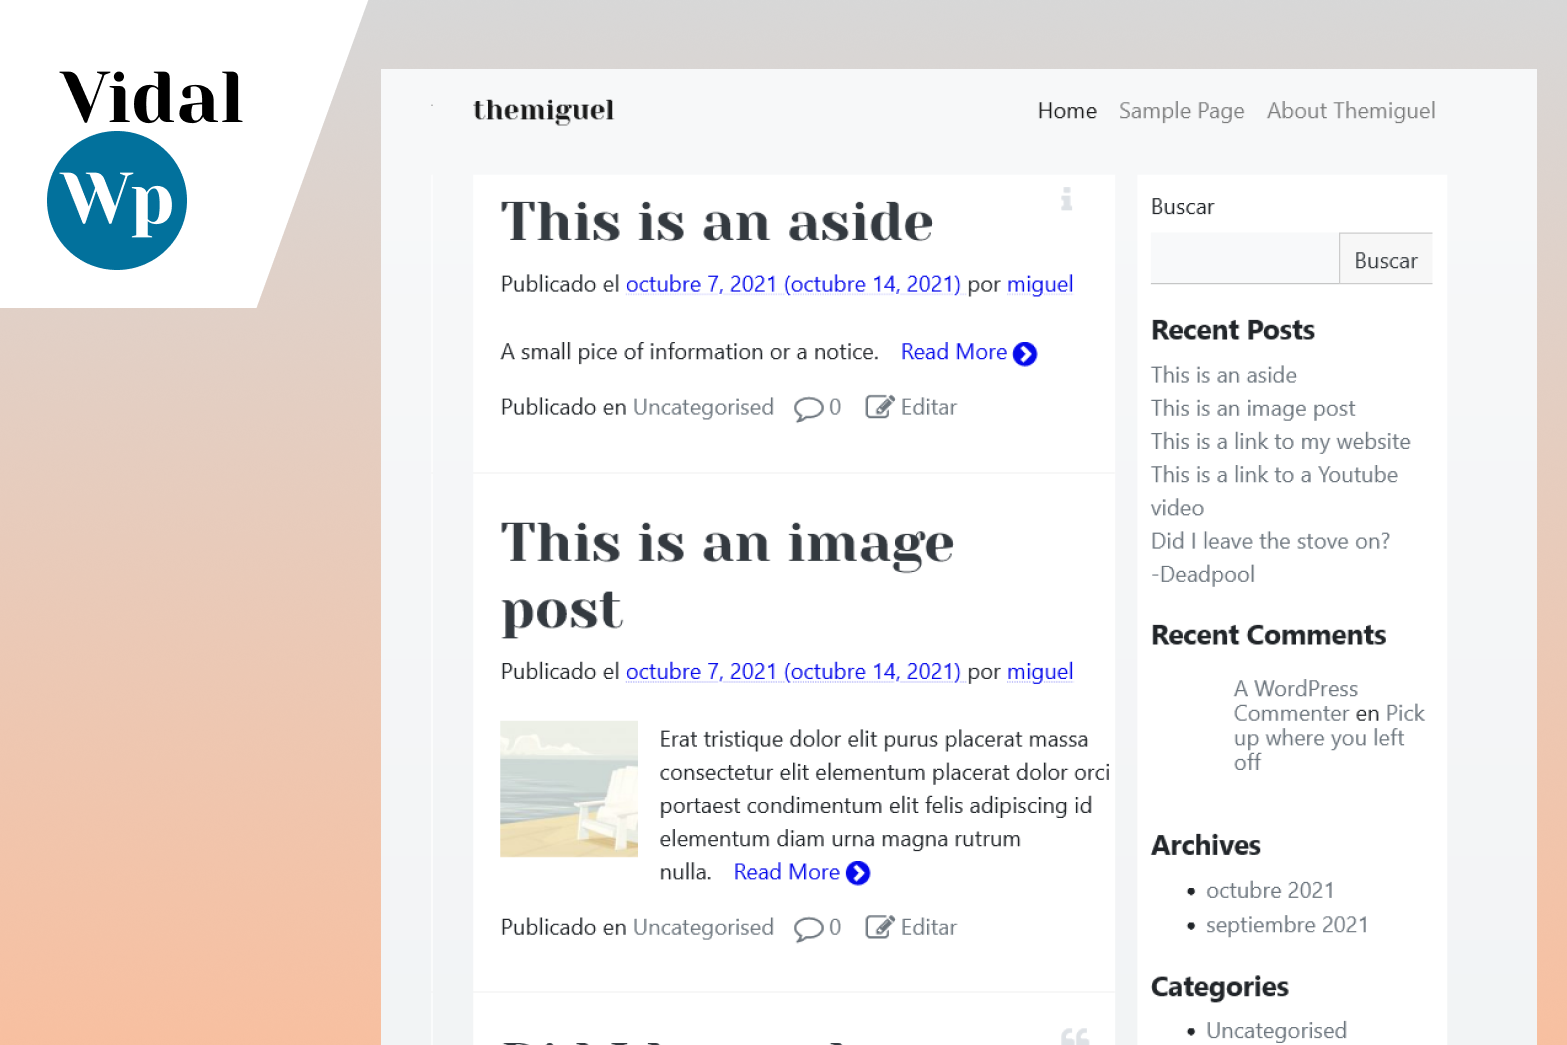 Vidal
Wp
themiguel
Home Sample Page About Themiguel
This is an aside
Publicado el octubre 7, 2021 (octubre 14, 2021) por miguel
A small pice of information or a notice. Read More
Publicado en Uncategorised 0 Editar
This is an image
post
Publicado el octubre 7, 2021 (octubre 14, 2021) por miguel
Erat tristique dolor elit purus placerat massa
consectetur elit elementum placerat dolor orci
portaest condimentum elit felis adipiscing id
elementum diam urna magna rutrum
nulla. Read More
Publicado en Uncategorised 0 Editar
Buscar
Buscar
Recent Posts
This is an aside
This is an image post
This is a link to my website
This is a link to a Youtube
video
Did I leave the stove on?
-Deadpool
Recent Comments
A WordPress
Commenter en Pick
up where you left
off
Archives
octubre 2021
septiembre 2021
Categories
Uncategorised